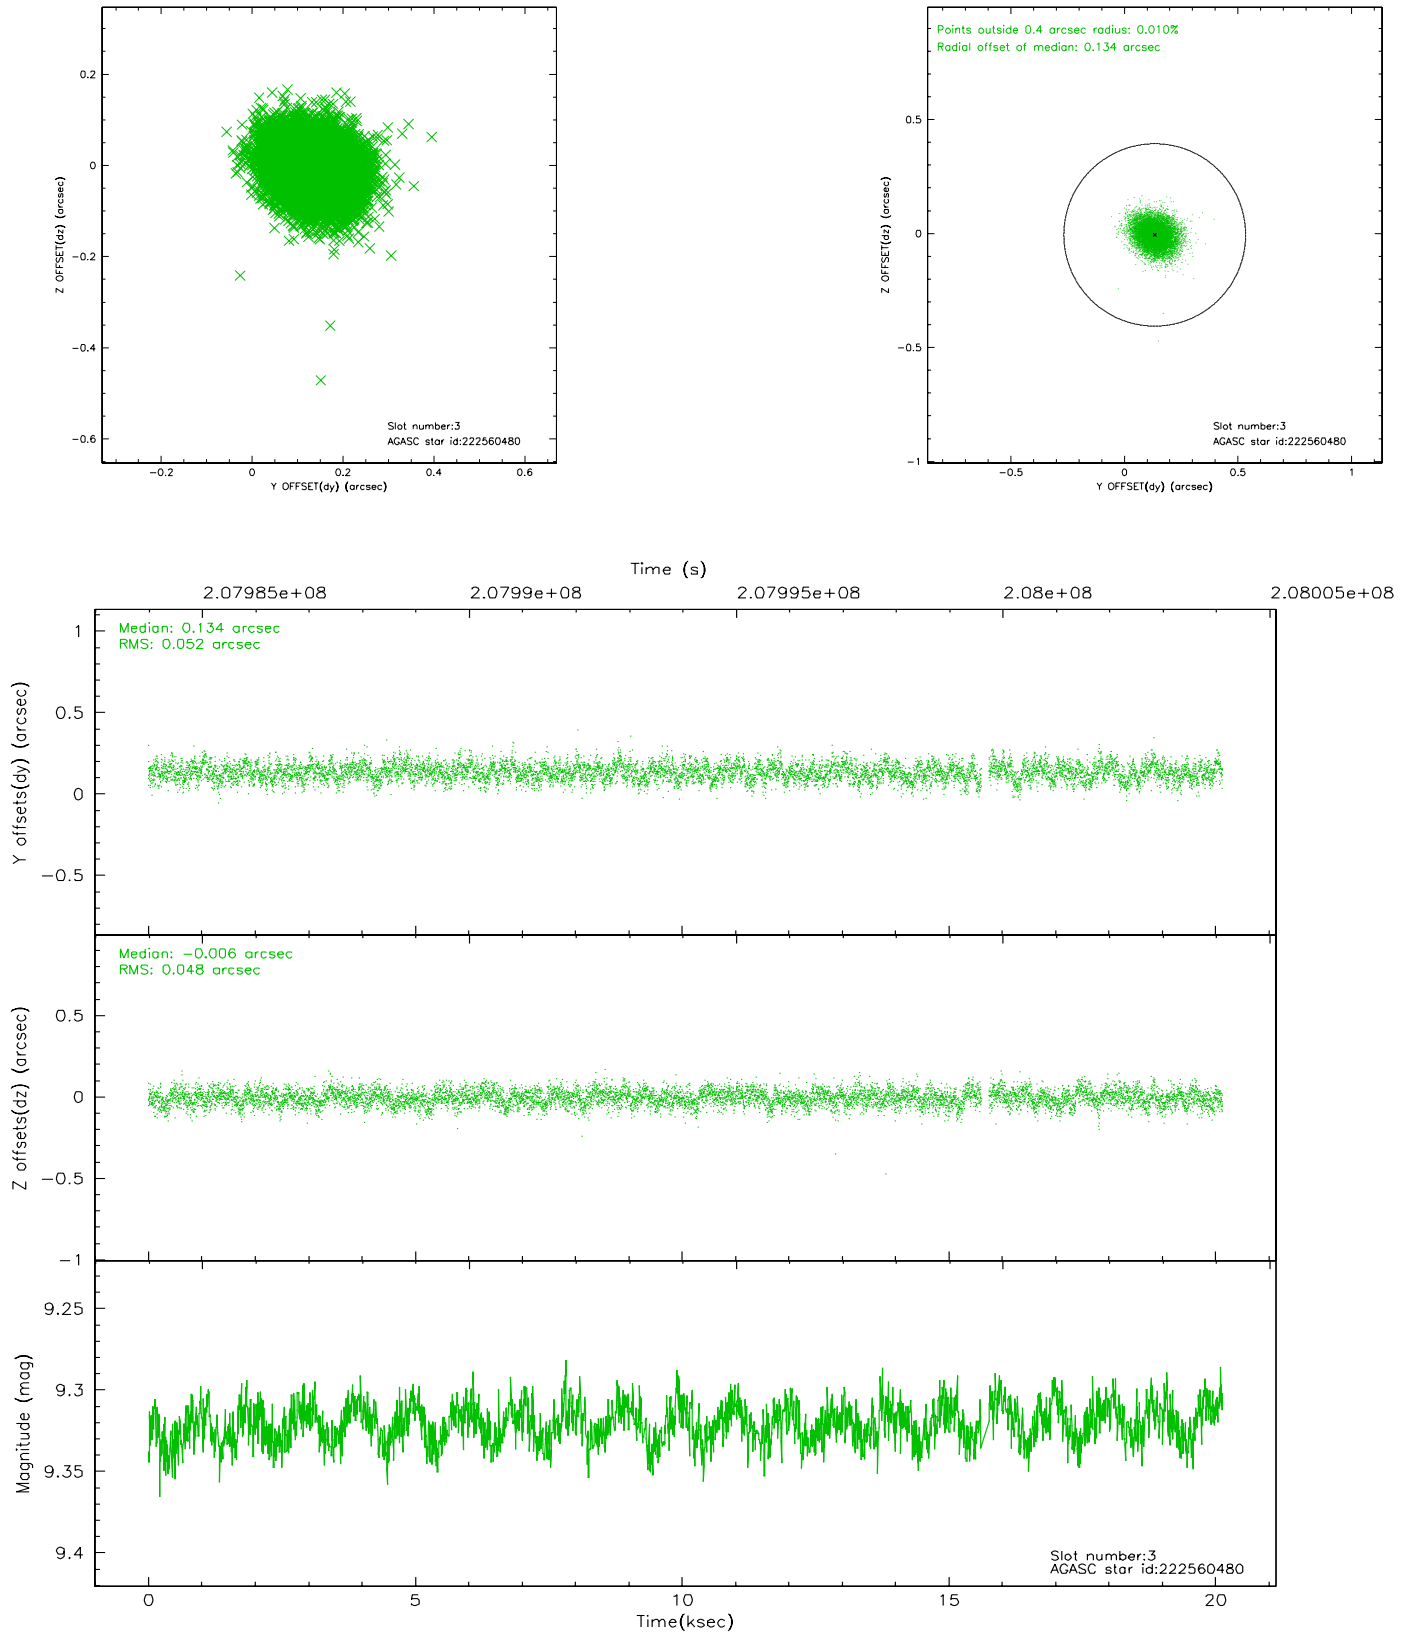 0.2
0
−0.2
−0.4
−0.6
Z OFFSET(dz) (arcsec)
Slot number:3
AGASC star id:222560480
−0.2 0 0.2 0.4 0.6
Y OFFSET(dy) (arcsec)
Points outside 0.4 arcsec radius: 0.010%
Radial offset of median: 0.134 arcsec
0.5
0
−0.5
−1
Z OFFSET(dz) (arcsec)
Slot number:3
AGASC star id:222560480
−0.5 0 0.5 1
Y OFFSET(dy) (arcsec)
Time (s)
2.07985e+08 2.0799e+08 2.07995e+08 2.08e+08 2.08005e+08
Median: 0.134 arcsec
RMS: 0.052 arcsec
1
0.5
0
−0.5
Y offsets(dy) (arcsec)
Median: −0.006 arcsec
RMS: 0.048 arcsec
0.5
0
−0.5
−1
Z offsets(dz) (arcsec)
9.25
9.3
9.35
9.4
Magnitude (mag)
Slot number:3
AGASC star id:222560480
0 5 10 15 20
Time(ksec)